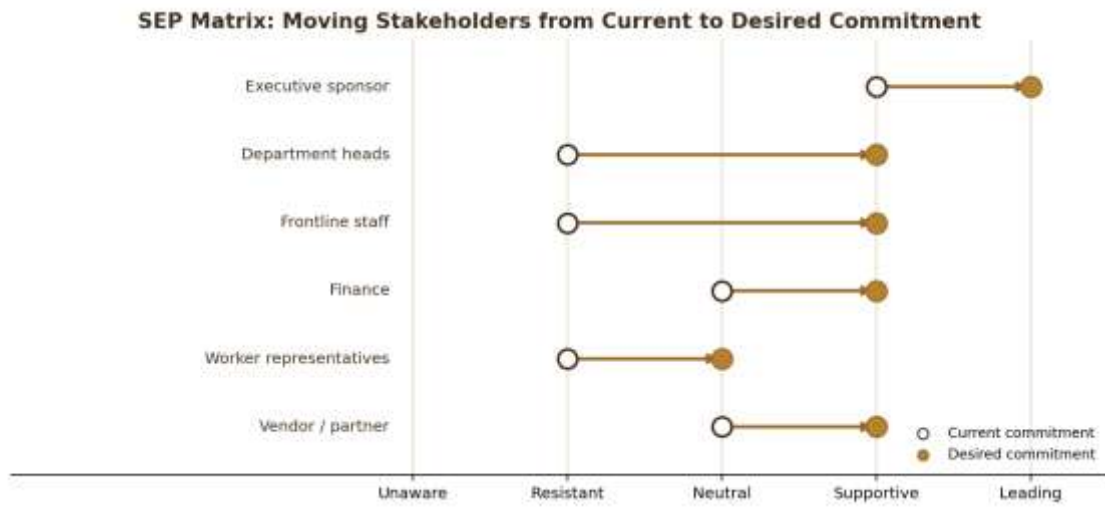 SEP Matrix: Moving Stakeholders from Current to Desired Commitment
Executive sponsor
Department heads
Frontline staff
Finance
Worker representatives
Vendor / partner
Current commitment
Desired commitment
Unaware
Resistant
Neutral
Supportive
Leading